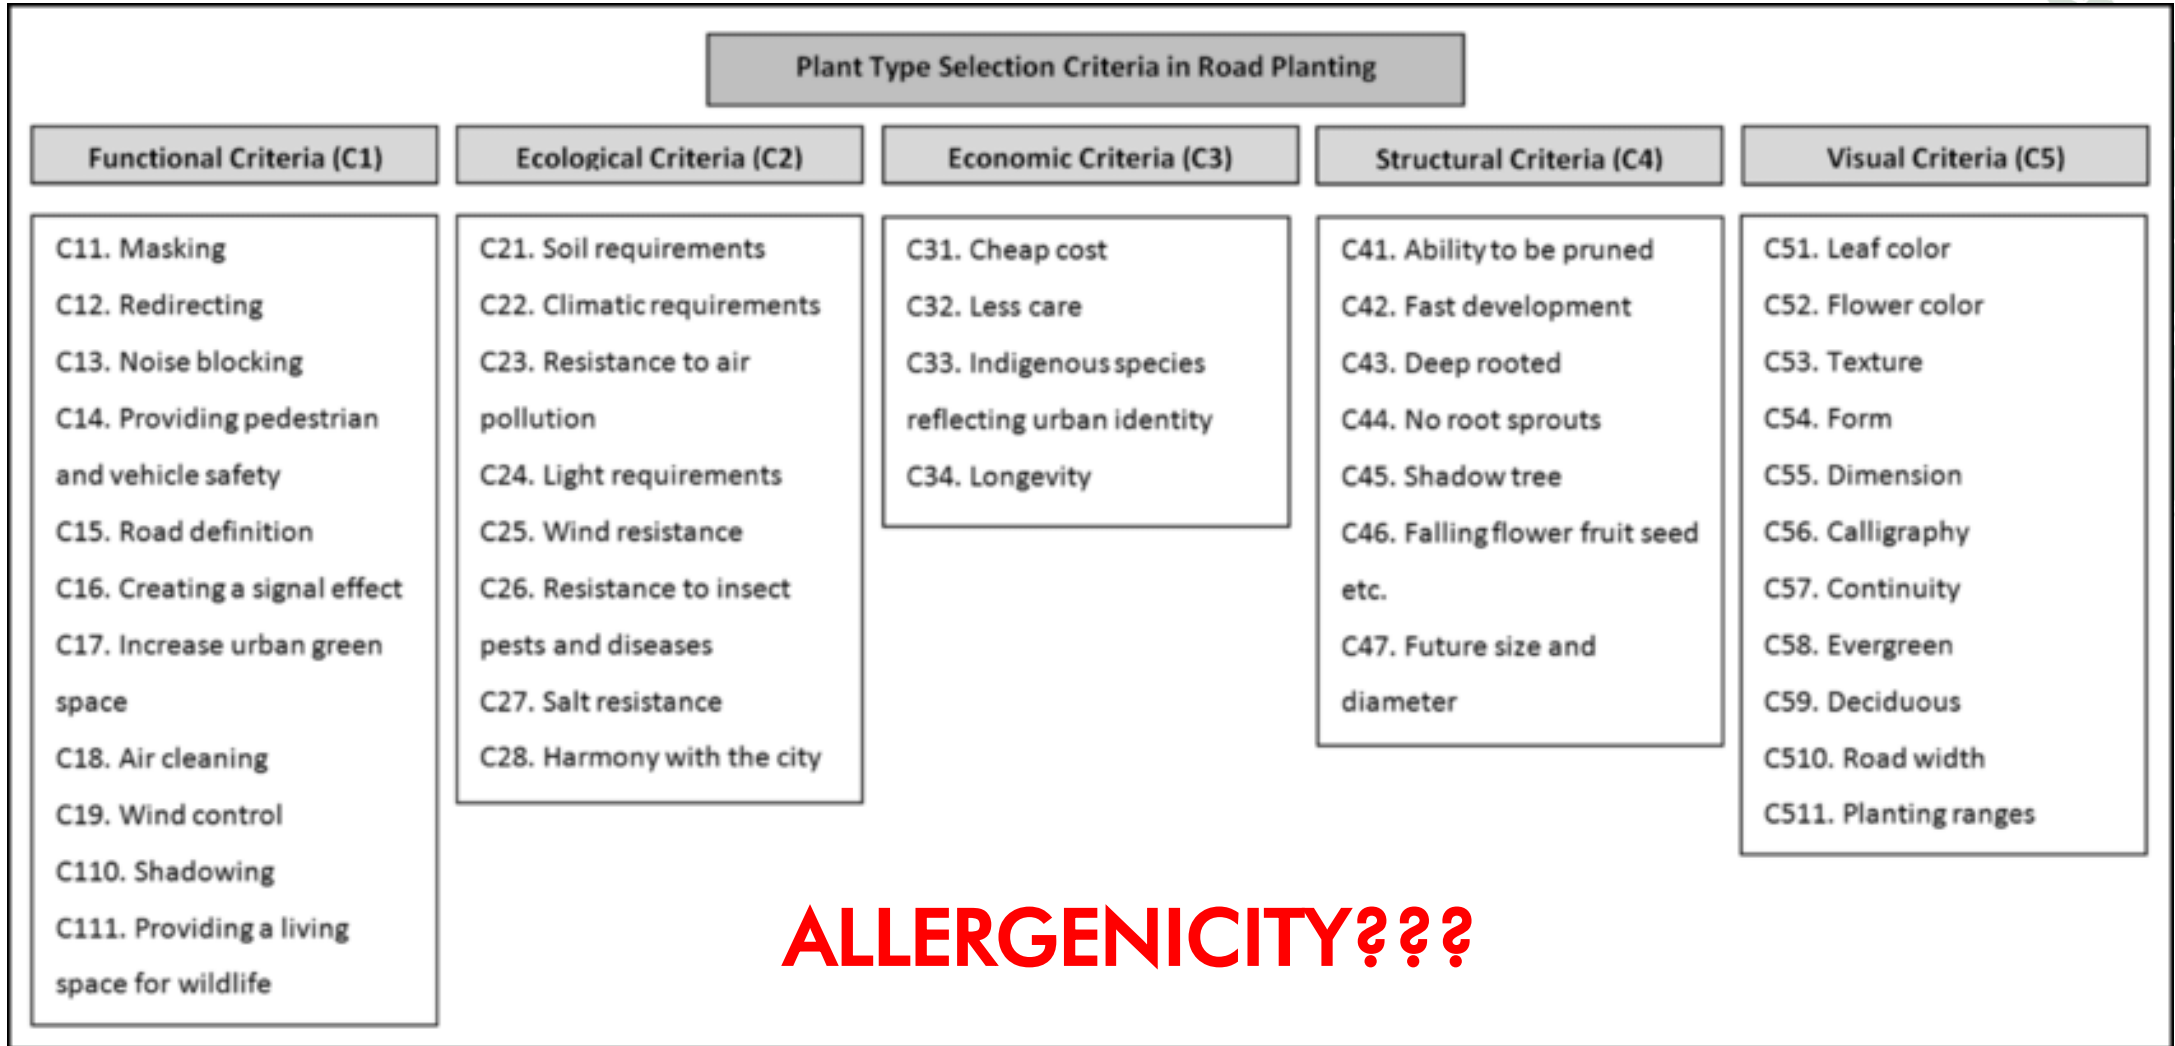 Plant Type Selection Criteria in Road Planting
Functional Criteria (C1)
C11. Masking
C12. Redirecting
C13. Noise blocking
C14. Providing pedestrian
and vehicle safety
C15. Road definition
C16. Creating a signal effect
C17. Increase urban green
space
C18. Air cleaning
C19. Wind control
C110. Shadowing
C111. Providing a living
space for wildlife
Ecological Criteria (C2)
C21. Soil requirements
C22. Climatic requirements
C23. Resistance to air
pollution
C24. Light requirements
C25. Wind resistance
C26. Resistance to insect
pests and diseases
C27. Salt resistance
C28. Harmony with the city
Economic Criteria (C3)
C31. Cheap cost
C32. Less care
C33. Indigenous species
reflecting urban identity
C34. Longevity
Structural Criteria (C4)
C41. Ability to be pruned
C42. Fast development
C43. Deep rooted
C44. No root sprouts
C45. Shadow tree
C46. Falling flower fruit seed
etc.
C47. Future size and
diameter
Visual Criteria (C5)
C51. Leaf color
C52. Flower color
C53. Texture
C54. Form
C55. Dimension
C56. Calligraphy
C57. Continuity
C58. Evergreen
C59. Deciduous
C510. Road width
C511. Planting ranges
ALLERGENICITY???